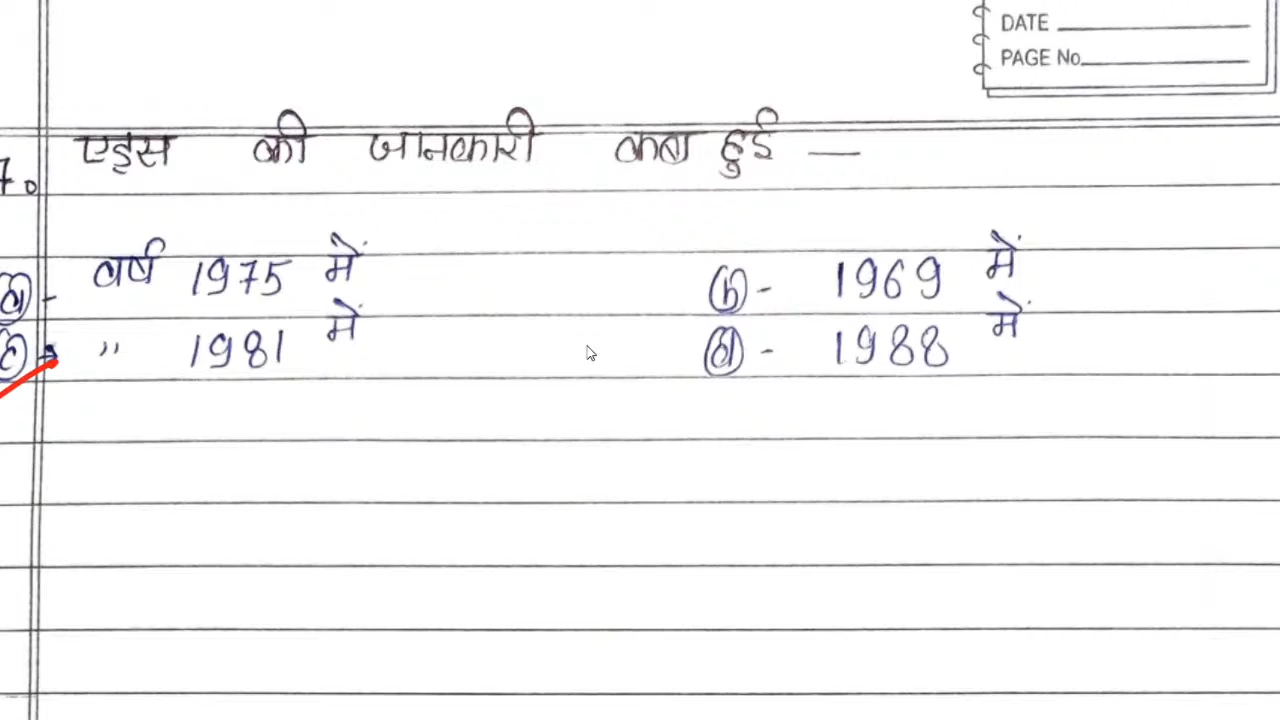 DATE
PAGE No.
7. एड्स की जानकारी कब हुई —
(a) - वर्ष 1975 में (b) - 1969 में
(c) - " 1981 में (d) - 1988 में